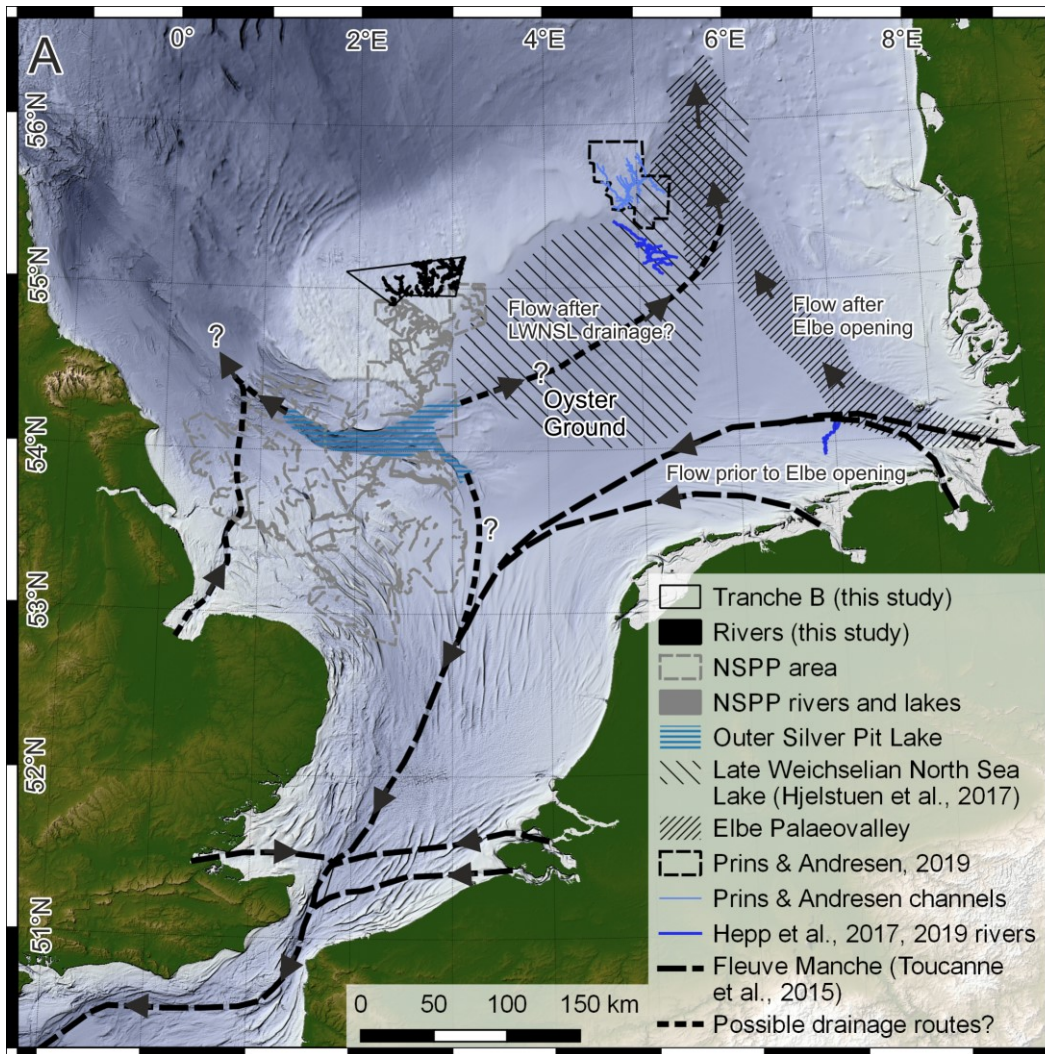 A
0°
2°E
4°E
6°E
8°E
56°N
55°N
54°N
53°N
52°N
51°N
Flow after
LWNSL drainage?
Flow after
Elbe opening
?
?
Oyster
Ground
Flow prior to Elbe opening
?
Tranche B (this study)
Rivers (this study)
NSPP area
NSPP rivers and lakes
Outer Silver Pit Lake
Late Weichselian North Sea
Lake (Hjelstuen et al., 2017)
Elbe Palaeovalley
Prins & Andresen, 2019
Prins & Andresen channels
Hepp et al., 2017, 2019 rivers
Fleuve Manche (Toucanne
et al., 2015)
Possible drainage routes?
0 50 100 150 km